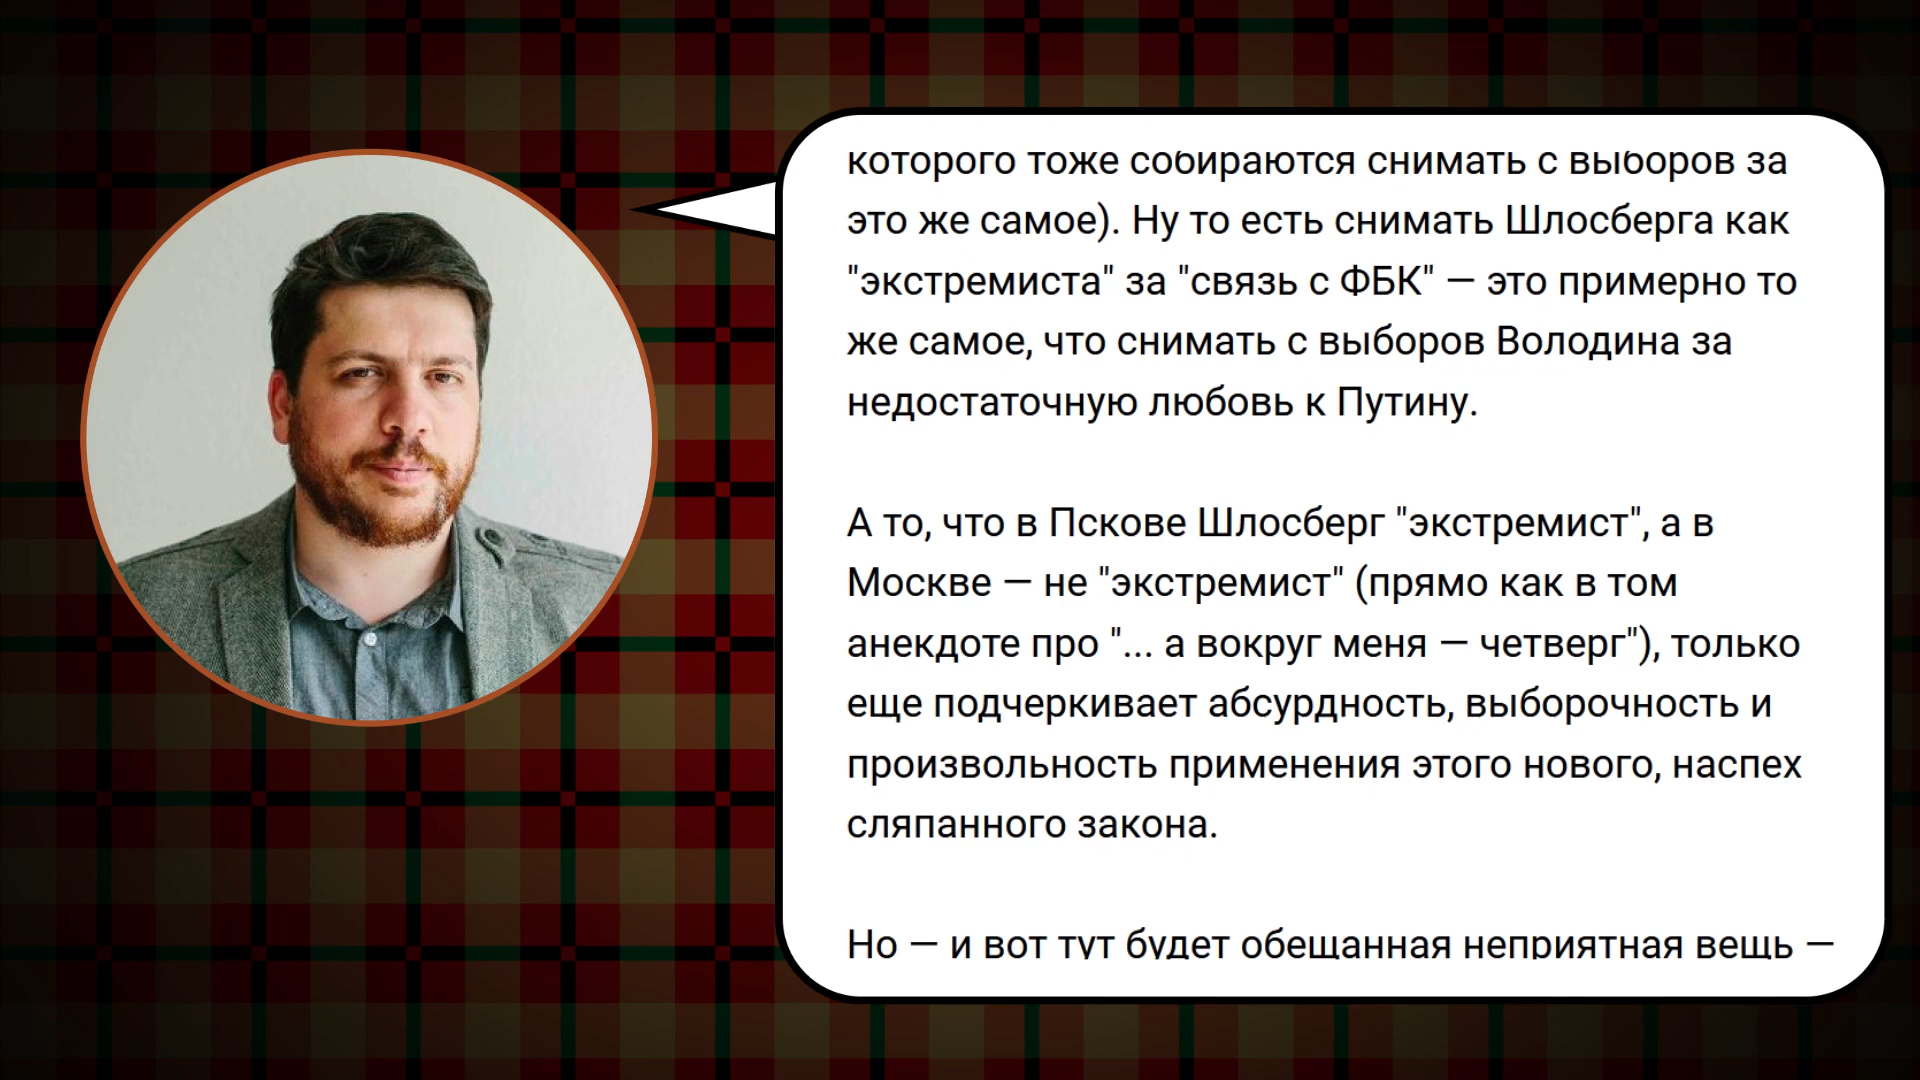 которого тоже собираются снимать с выборов за
это же самое). Ну то есть снимать Шлосберга как
"экстремиста" за "связь с ФБК" — это примерно то
же самое, что снимать с выборов Володина за
недостаточную любовь к Путину.
А то, что в Пскове Шлосберг "экстремист", а в
Москве — не "экстремист" (прямо как в том
анекдоте про "... а вокруг меня — четверг"), только
еще подчеркивает абсурдность, выборочность и
произвольность применения этого нового, наспех
сляпанного закона.
Но — и вот тут будет обещанная неприятная вещь —